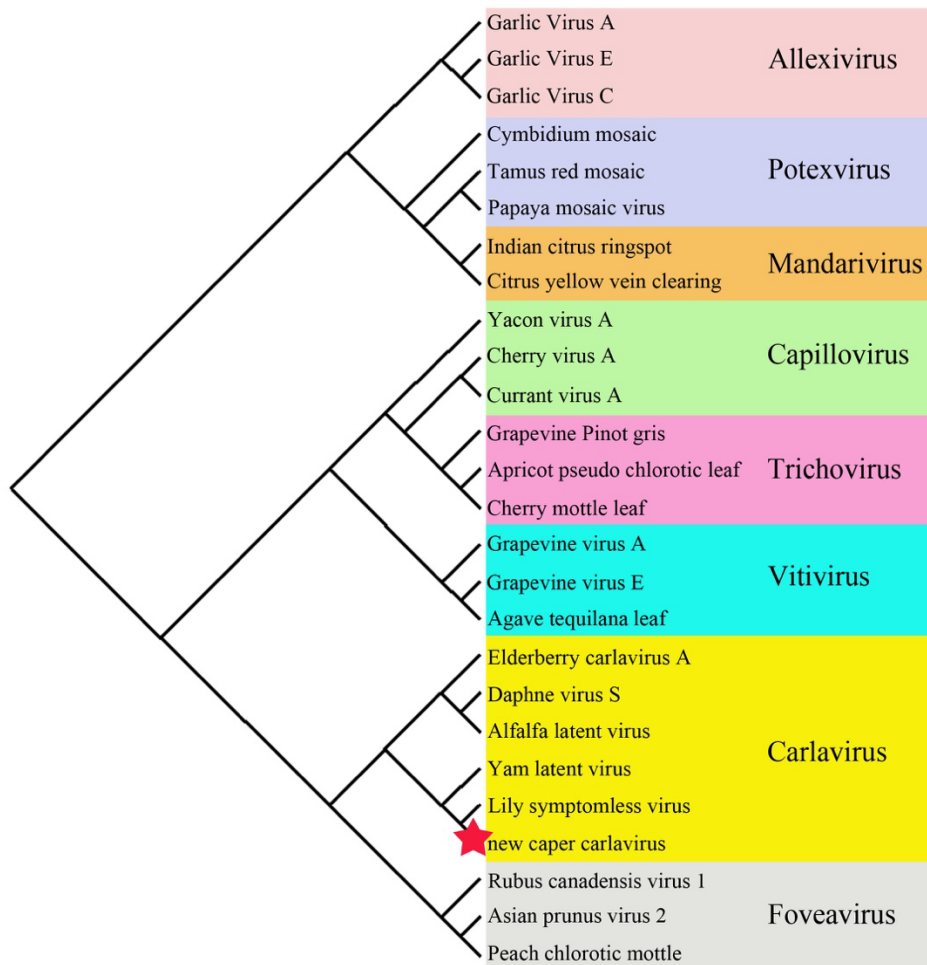 Garlic Virus A
Garlic Virus E
Garlic Virus C
Allexivirus
Cymbidium mosaic
Tamus red mosaic
Papaya mosaic virus
Potexvirus
Indian citrus ringspot
Citrus yellow vein clearing
Mandarivirus
Yacon virus A
Cherry virus A
Currant virus A
Capillovirus
Grapevine Pinot gris
Apricot pseudo chlorotic leaf
Cherry mottle leaf
Trichovirus
Grapevine virus A
Grapevine virus E
Agave tequilana leaf
Vitivirus
Elderberry carlavirus A
Daphne virus S
Alfalfa latent virus
Yam latent virus
Lily symptomless virus
new caper carlavirus
Carlavirus
Rubus canadensis virus 1
Asian prunus virus 2
Peach chlorotic mottle
Foveavirus